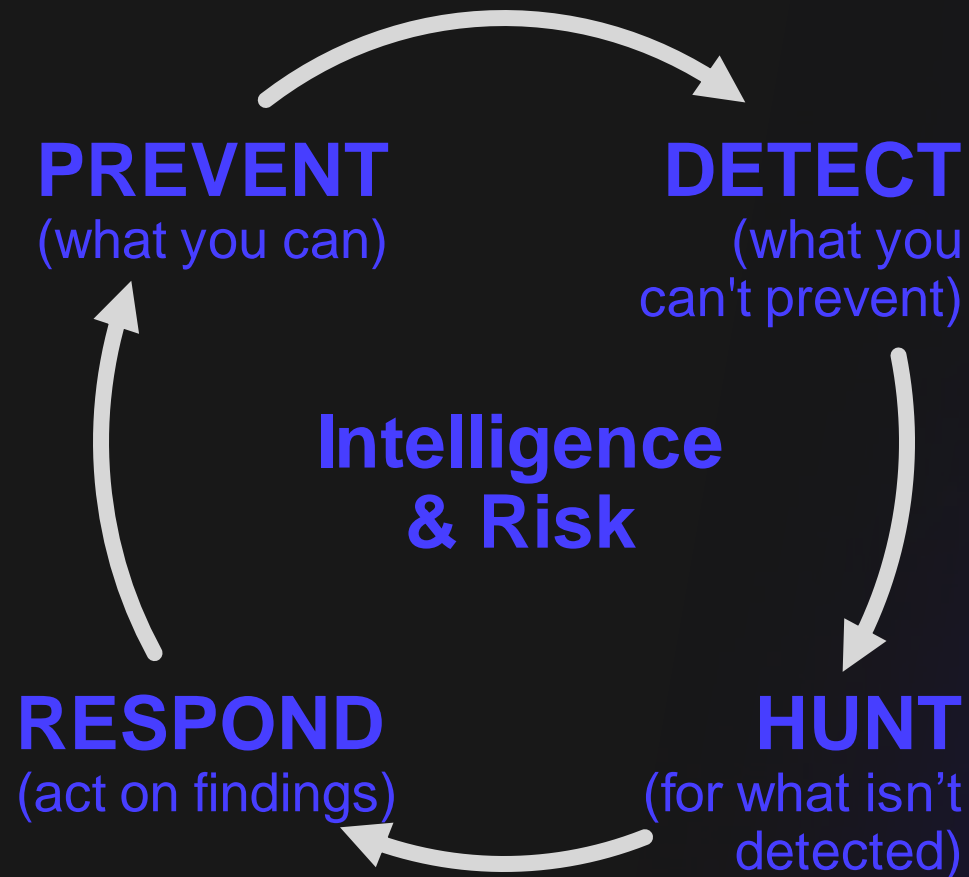 PREVENT
(what you can)
DETECT
(what you
can't prevent)
Intelligence
& Risk
RESPOND
(act on findings)
HUNT
(for what isn’t
detected)